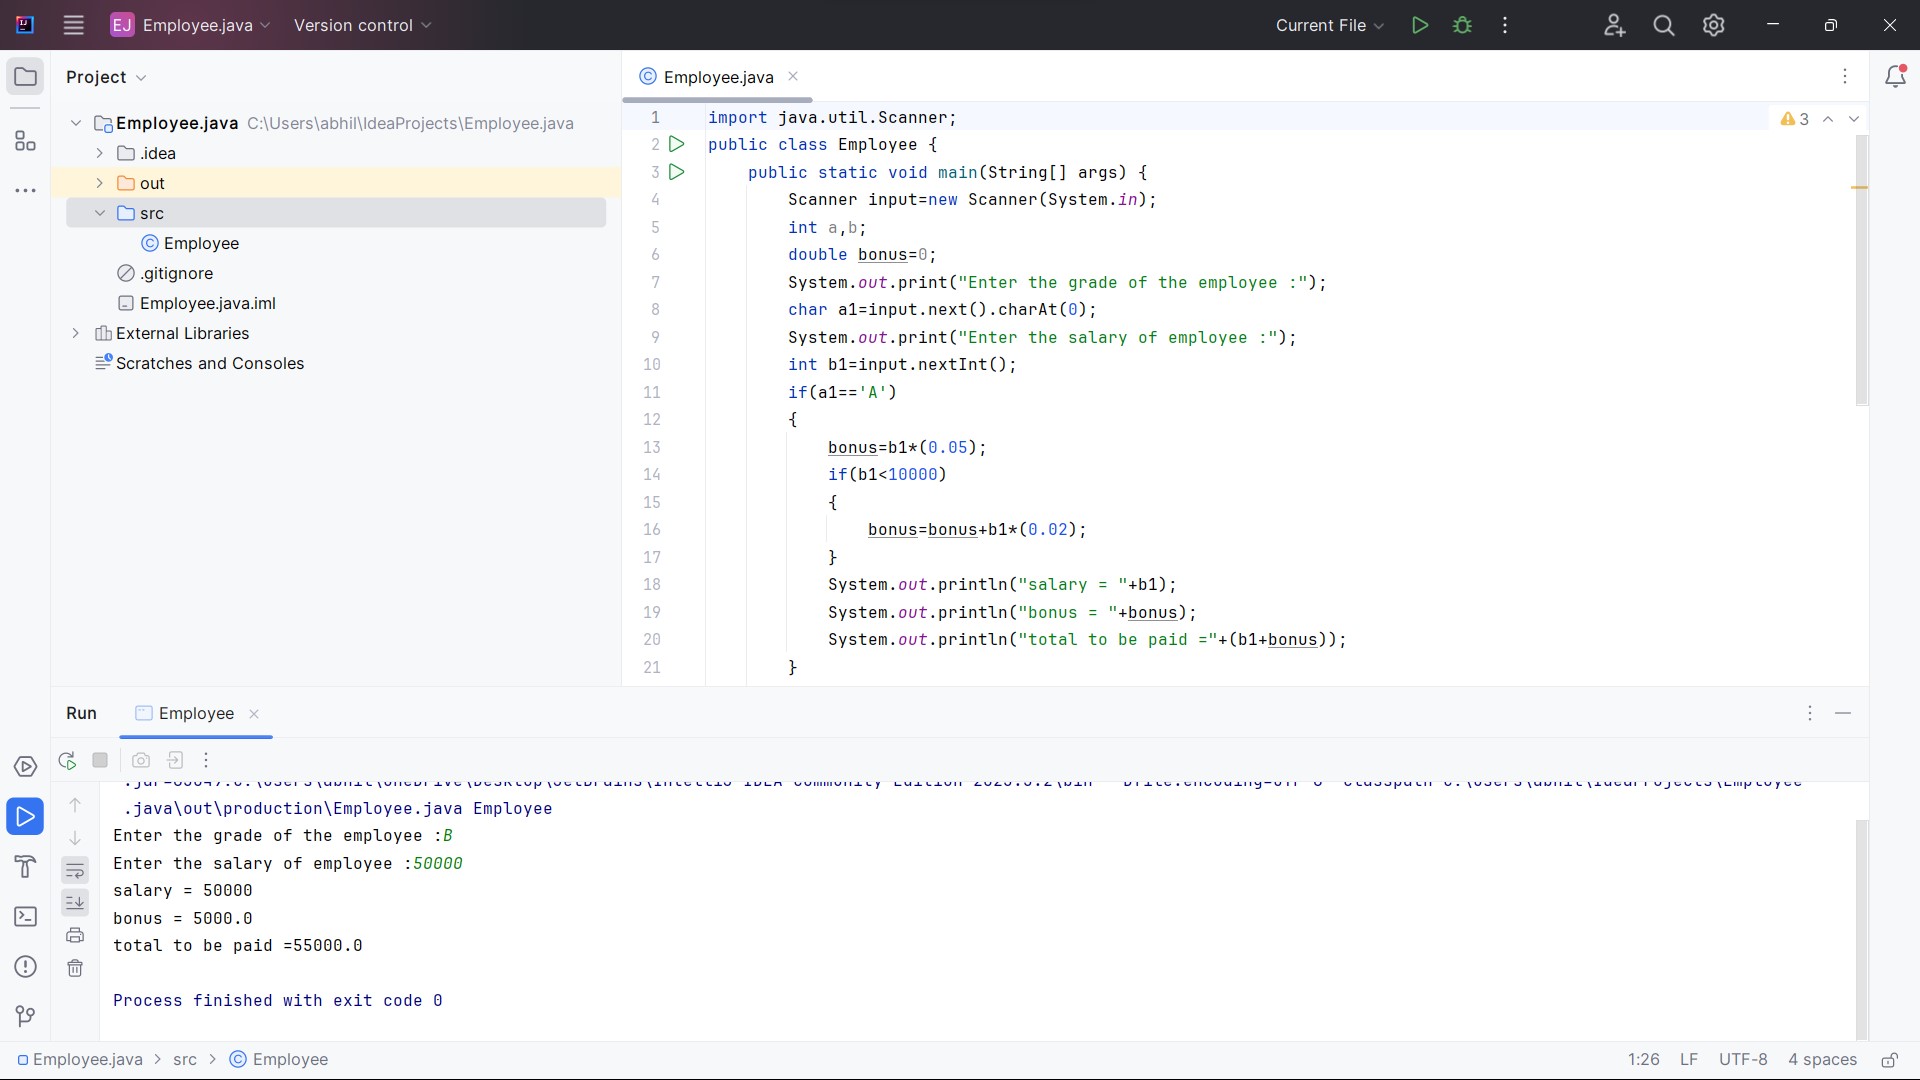 EJ Employee.java Version control Current File
Project
Employee.java C:\Users\abhil\IdeaProjects\Employee.java
.idea
out
src
Employee
.gitignore
Employee.java.iml
External Libraries
Scratches and Consoles
Employee.java
3
1 import java.util.Scanner;
2 public class Employee {
3 public static void main(String[] args) {
4 Scanner input=new Scanner(System.in);
5 int a,b;
6 double bonus=0;
7 System.out.print("Enter the grade of the employee :");
8 char a1=input.next().charAt(0);
9 System.out.print("Enter the salary of employee :");
10 int b1=input.nextInt();
11 if(a1=='A')
12 {
13 bonus=b1*(0.05);
14 if(b1<10000)
15 {
16 bonus=bonus+b1*(0.02);
17 }
18 System.out.println("salary = "+b1);
19 System.out.println("bonus = "+bonus);
20 System.out.println("total to be paid ="+(b1+bonus));
21 }
Run Employee
.java\out\production\Employee.java Employee
Enter the grade of the employee :B
Enter the salary of employee :50000
salary = 50000
bonus = 5000.0
total to be paid =55000.0
Process finished with exit code 0
Employee.java > src > Employee 1:26 LF UTF-8 4 spaces